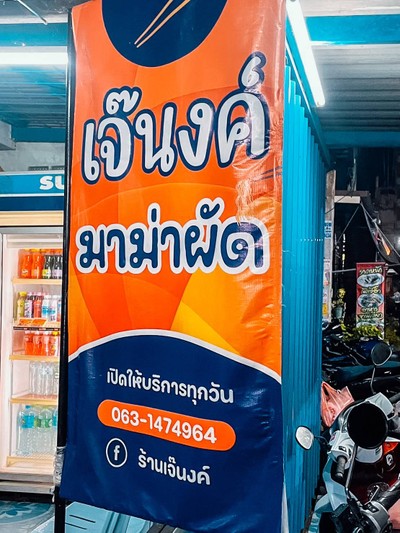 เจ๊นงค์
มาม่าผัด
เปิดให้บริการทุกวัน
063-1474964
f ร้านเจ๊นงค์
SU